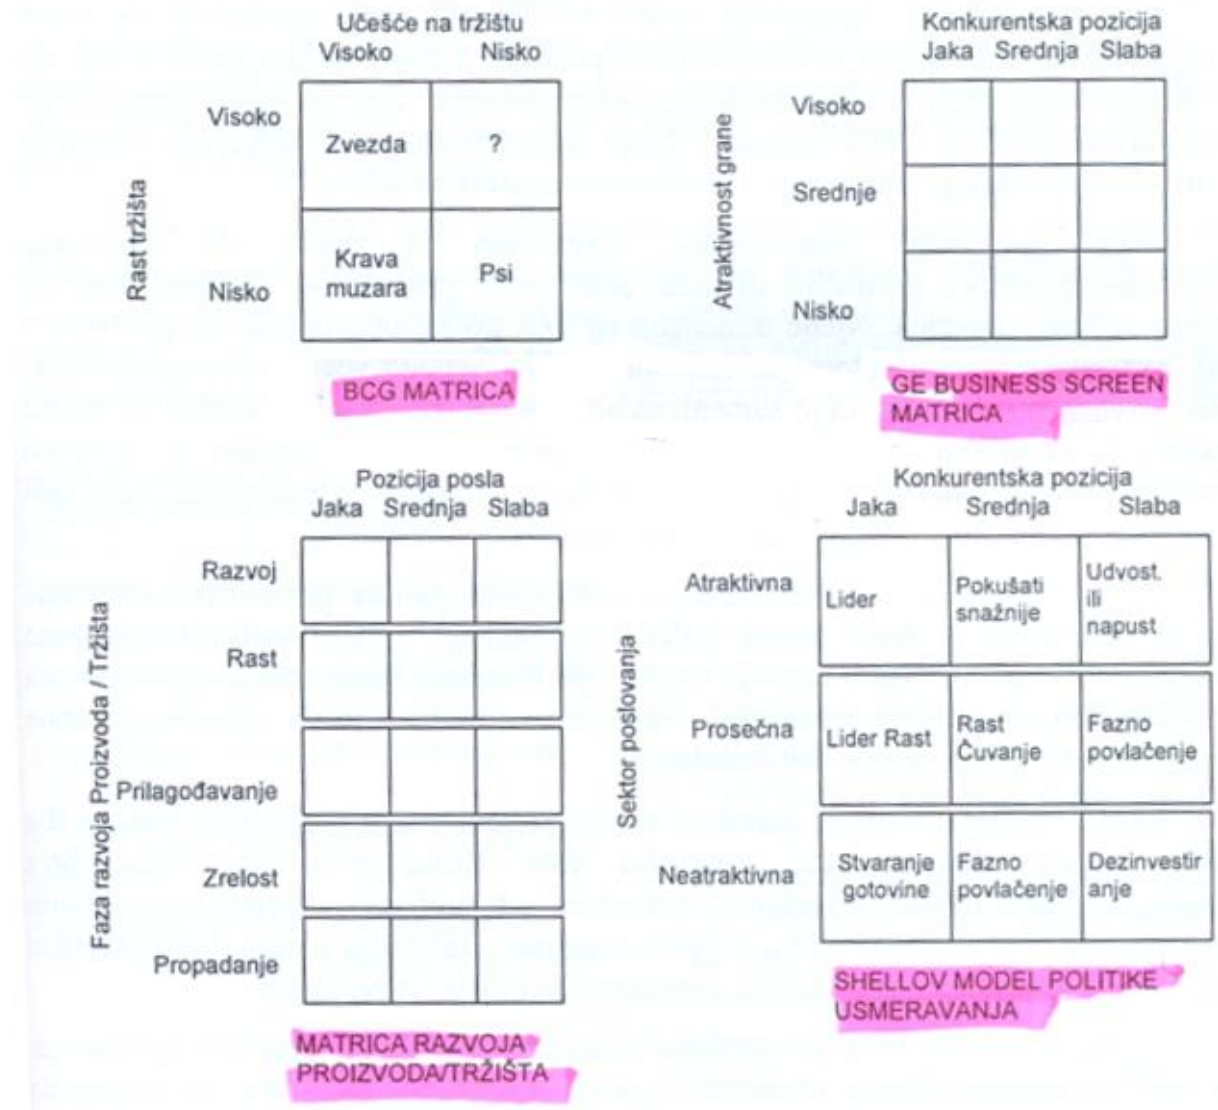 Učešće na tržištu
Visoko Nisko
Rast tržišta
Visoko
Zvezda ?
Nisko
Krava
muzara
Psi
BCG MATRICA
Konkurentska pozicija
Jaka Srednja Slaba
Atraktivnost grane
Visoko
Srednje
Nisko
GE BUSINESS SCREEN
MATRICA
Pozicija posla
Jaka Srednja Slaba
Faza razvoja Proizvoda / Tržišta
Razvoj
Rast
Prilagođavanje
Zrelost
Propadanje
MATRICA RAZVOJA
PROIZVODA/TRŽIŠTA
Konkurentska pozicija
Jaka Srednja Slaba
Sektor poslovanja
Atraktivna
Lider
Pokušati
snažnije
Udvost.
ili
napust
Prosečna
Lider Rast
Rast
Čuvanje
Fazno
povlačenje
Neatraktivna
Stvaranje
gotovine
Fazno
povlačenje
Dezinvestir
anje
SHELLOV MODEL POLITIKE
USMERAVANJA